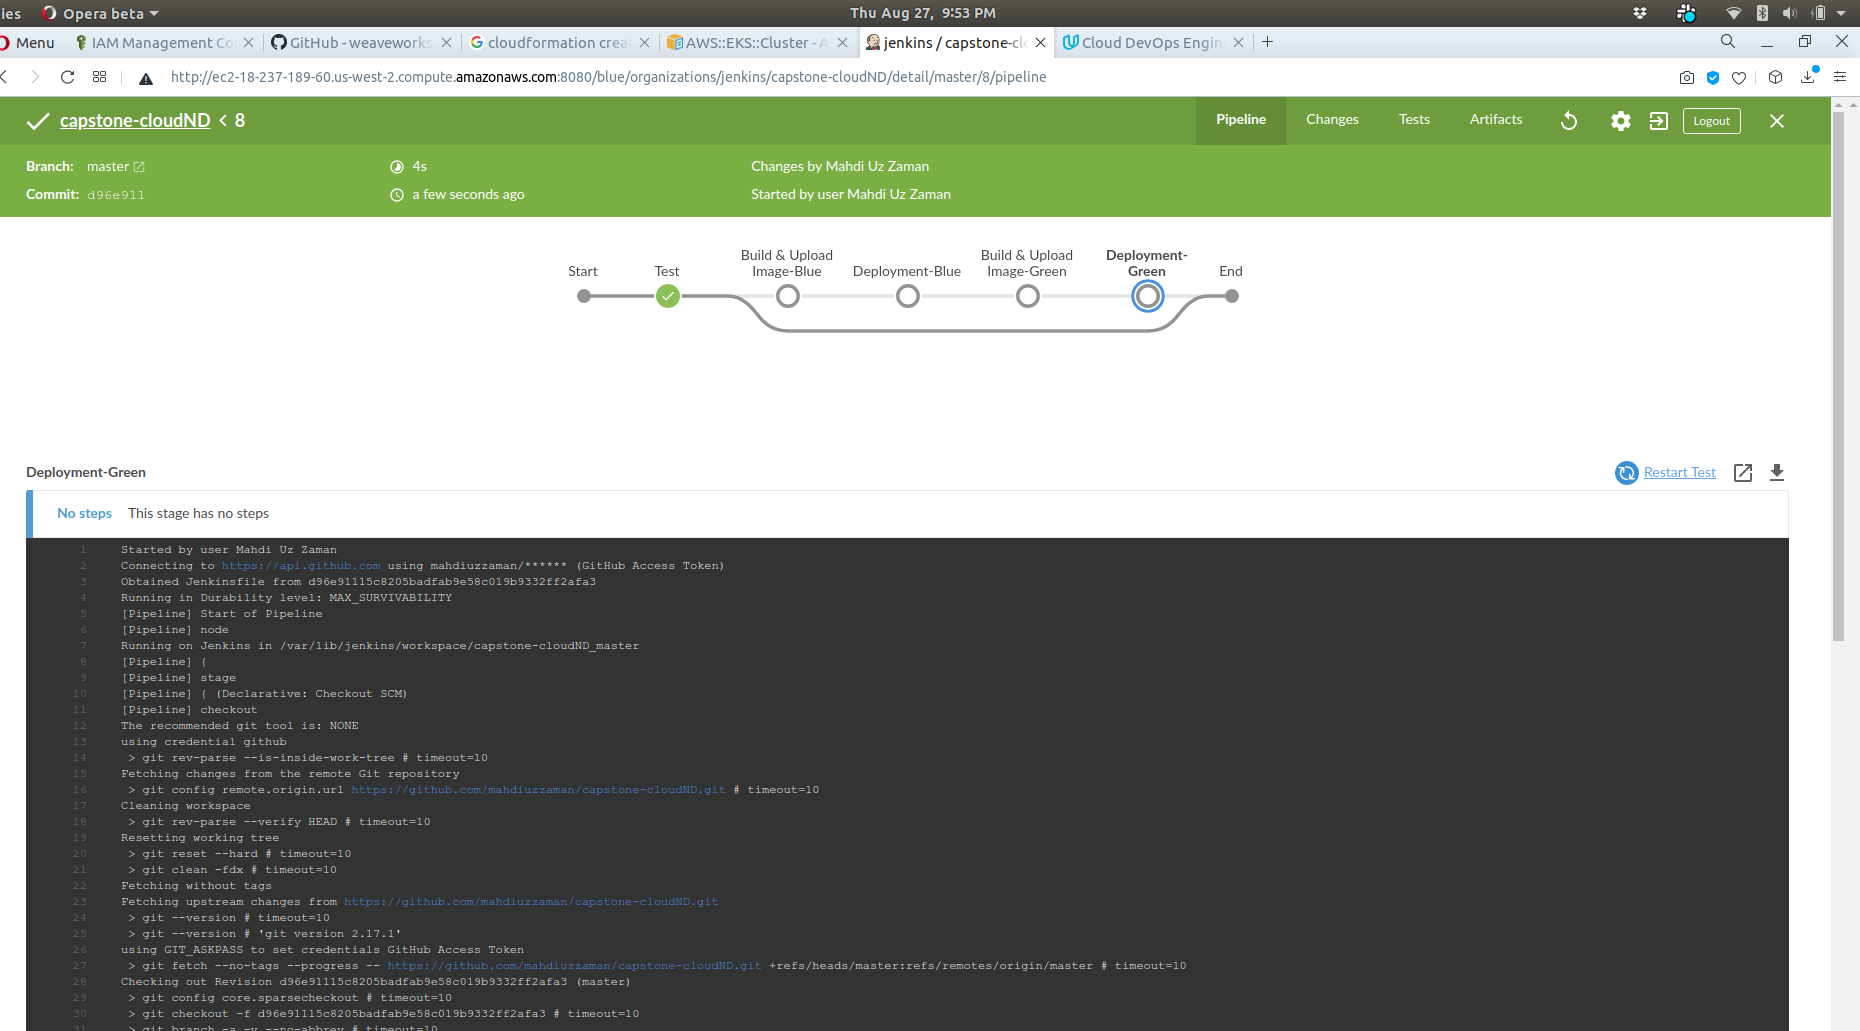 ies Opera beta Thu Aug 27, 9:53 PM
Menu IAM Management Co GitHub - weaveworks cloudformation crea AWS::EKS::Cluster - A jenkins / capstone-cl Cloud DevOps Engin
http://ec2-18-237-189-60.us-west-2.compute.amazonaws.com:8080/blue/organizations/jenkins/capstone-cloudND/detail/master/8/pipeline
capstone-cloudND < 8 Pipeline Changes Tests Artifacts Logout
Branch: master 4s Changes by Mahdi Uz Zaman
Commit: d96e911 a few seconds ago Started by user Mahdi Uz Zaman
Start Test Build & Upload Image-Blue Deployment-Blue Build & Upload Image-Green Deployment-Green End
Deployment-Green Restart Test
No steps This stage has no steps
1 Started by user Mahdi Uz Zaman
2 Connecting to https://api.github.com using mahdiuzzaman/****** (GitHub Access Token)
3 Obtained Jenkinsfile from d96e91115c8205badfab9e58c019b9332ff2afa3
4 Running in Durability level: MAX_SURVIVABILITY
5 [Pipeline] Start of Pipeline
6 [Pipeline] node
7 Running on Jenkins in /var/lib/jenkins/workspace/capstone-cloudND_master
8 [Pipeline] {
9 [Pipeline] stage
10 [Pipeline] { (Declarative: Checkout SCM)
11 [Pipeline] checkout
12 The recommended git tool is: NONE
13 using credential github
14 > git rev-parse --is-inside-work-tree # timeout=10
15 Fetching changes from the remote Git repository
16 > git config remote.origin.url https://github.com/mahdiuzzaman/capstone-cloudND.git # timeout=10
17 Cleaning workspace
18 > git rev-parse --verify HEAD # timeout=10
19 Resetting working tree
20 > git reset --hard # timeout=10
21 > git clean -fdx # timeout=10
22 Fetching without tags
23 Fetching upstream changes from https://github.com/mahdiuzzaman/capstone-cloudND.git
24 > git --version # timeout=10
25 > git --version # 'git version 2.17.1'
26 using GIT_ASKPASS to set credentials GitHub Access Token
27 > git fetch --no-tags --progress -- https://github.com/mahdiuzzaman/capstone-cloudND.git +refs/heads/master:refs/remotes/origin/master # timeout=10
28 Checking out Revision d96e91115c8205badfab9e58c019b9332ff2afa3 (master)
29 > git config core.sparsecheckout # timeout=10
30 > git checkout -f d96e91115c8205badfab9e58c019b9332ff2afa3 # timeout=10
31 > git branch -a -v --no-abbrev # timeout=10